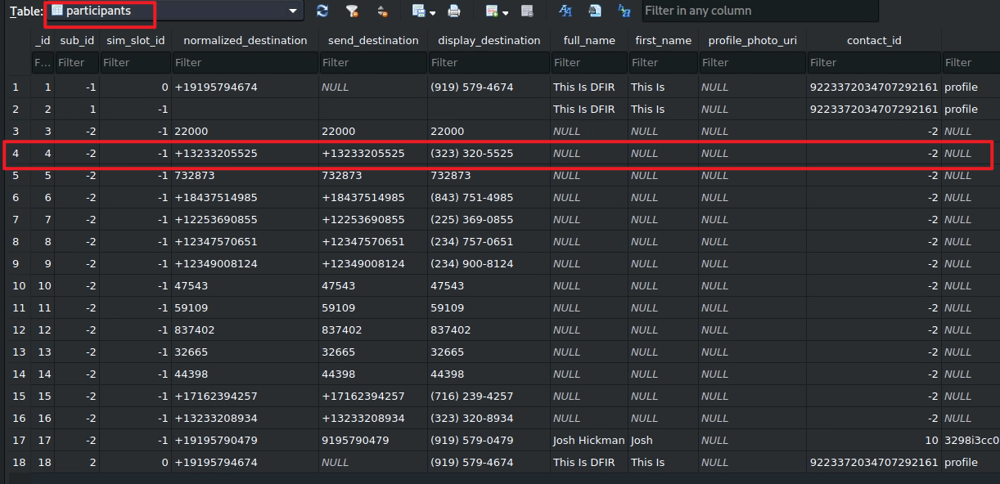 Table: participants Filter in any column
_id sub_id sim_slot_id normalized_destination send_destination display_destination full_name first_name profile_photo_uri contact_id
F... Filter Filter Filter Filter Filter Filter Filter Filter Filter Filter
1 1 -1 0 +19195794674 NULL (919) 579-4674 This Is DFIR This Is NULL 9223372034707292161 profile
2 2 1 -1 This Is DFIR This Is NULL 9223372034707292161 profile
3 3 -2 -1 22000 22000 22000 NULL NULL NULL -2 NULL
4 4 -2 -1 +13233205525 +13233205525 (323) 320-5525 NULL NULL NULL -2 NULL
5 5 -2 -1 732873 732873 732873 NULL NULL NULL -2 NULL
6 6 -2 -1 +18437514985 +18437514985 (843) 751-4985 NULL NULL NULL -2 NULL
7 7 -2 -1 +12253690855 +12253690855 (225) 369-0855 NULL NULL NULL -2 NULL
8 8 -2 -1 +12347570651 +12347570651 (234) 757-0651 NULL NULL NULL -2 NULL
9 9 -2 -1 +12349008124 +12349008124 (234) 900-8124 NULL NULL NULL -2 NULL
10 10 -2 -1 47543 47543 47543 NULL NULL NULL -2 NULL
11 11 -2 -1 59109 59109 59109 NULL NULL NULL -2 NULL
12 12 -2 -1 837402 837402 837402 NULL NULL NULL -2 NULL
13 13 -2 -1 32665 32665 32665 NULL NULL NULL -2 NULL
14 14 -2 -1 44398 44398 44398 NULL NULL NULL -2 NULL
15 15 -2 -1 +17162394257 +17162394257 (716) 239-4257 NULL NULL NULL -2 NULL
16 16 -2 -1 +13233208934 +13233208934 (323) 320-8934 NULL NULL NULL -2 NULL
17 17 -2 -1 +19195790479 9195790479 (919) 579-0479 Josh Hickman Josh NULL 10 3298i3cc0
18 18 2 0 +19195794674 NULL (919) 579-4674 This Is DFIR This Is NULL 9223372034707292161 profile